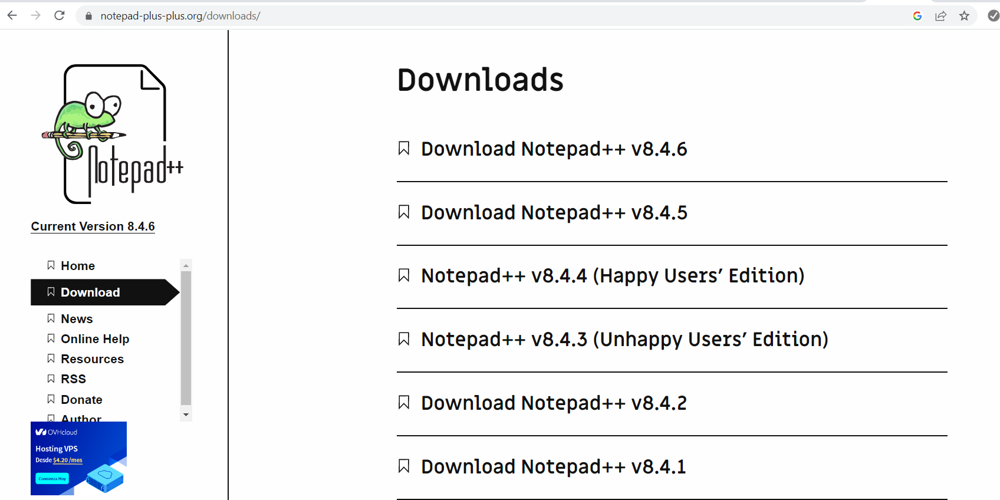 notepad-plus-plus.org/downloads/
Notepad++
Current Version 8.4.6
Home
Download
News
Online Help
Resources
RSS
Donate
Author
OVHcloud
Hosting VPS
Desde $4.20 /mes
Comienza Hoy
Downloads
Download Notepad++ v8.4.6
Download Notepad++ v8.4.5
Notepad++ v8.4.4 (Happy Users’ Edition)
Notepad++ v8.4.3 (Unhappy Users’ Edition)
Download Notepad++ v8.4.2
Download Notepad++ v8.4.1